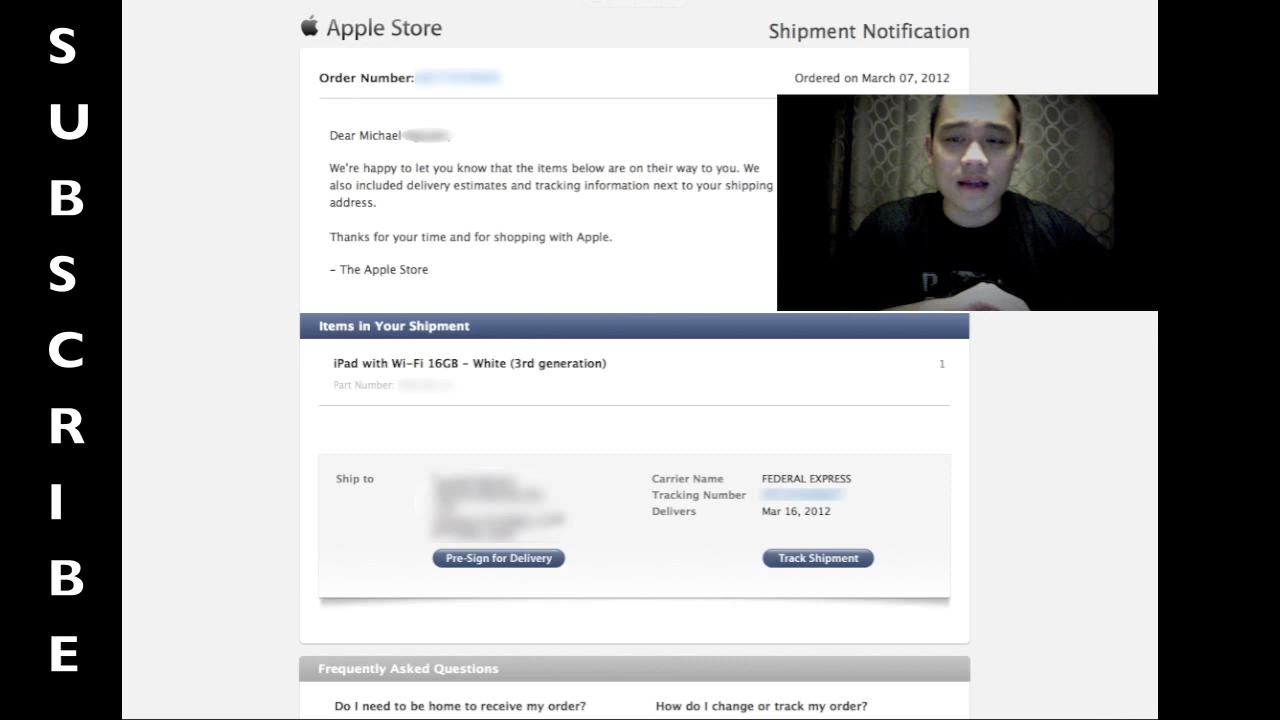 SUBSCRIBE
Apple Store
Shipment Notification
Order Number:
Ordered on March 07, 2012
Dear Michael
We're happy to let you know that the items below are on their way to you. We
also included delivery estimates and tracking information next to your shipping
address.
Thanks for your time and for shopping with Apple.
– The Apple Store
Items in Your Shipment
iPad with Wi-Fi 16GB – White (3rd generation)
1
Part Number:
Ship to
Carrier Name FEDERAL EXPRESS
Tracking Number
Delivers Mar 16, 2012
Pre-Sign for Delivery
Track Shipment
Frequently Asked Questions
Do I need to be home to receive my order?
How do I change or track my order?